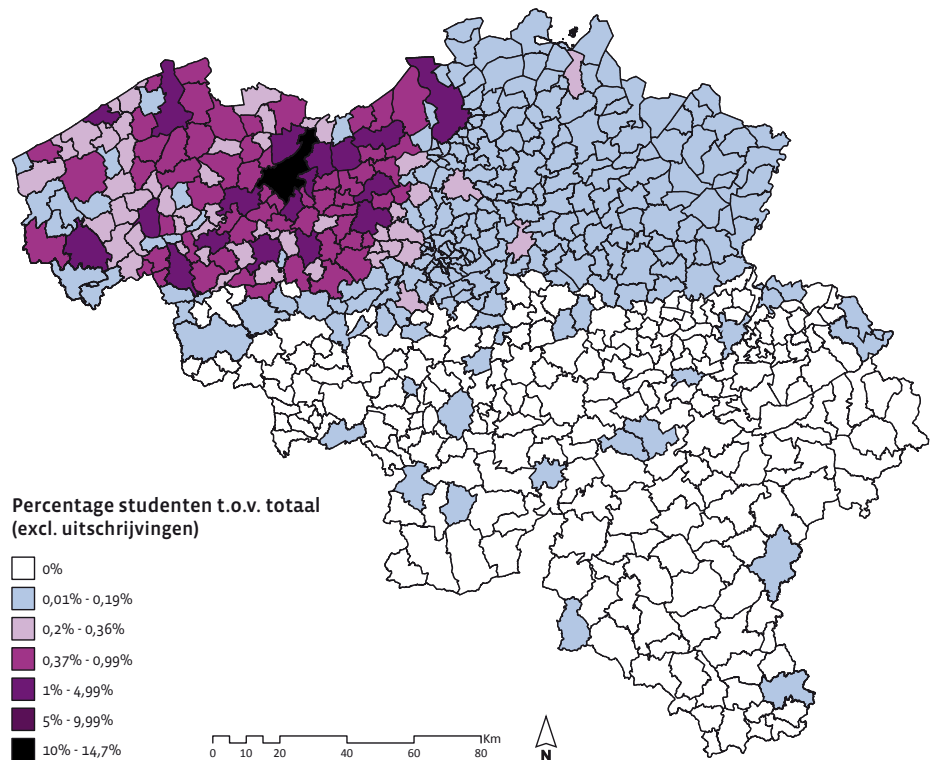 Percentage studenten t.o.v. totaal
(excl. uitschrijvingen)
0%
0,01% - 0,19%
0,2% - 0,36%
0,37% - 0,99%
1% - 4,99%
5% - 9,99%
10% - 14,7%
Km
0 10 20 40 60 80
N